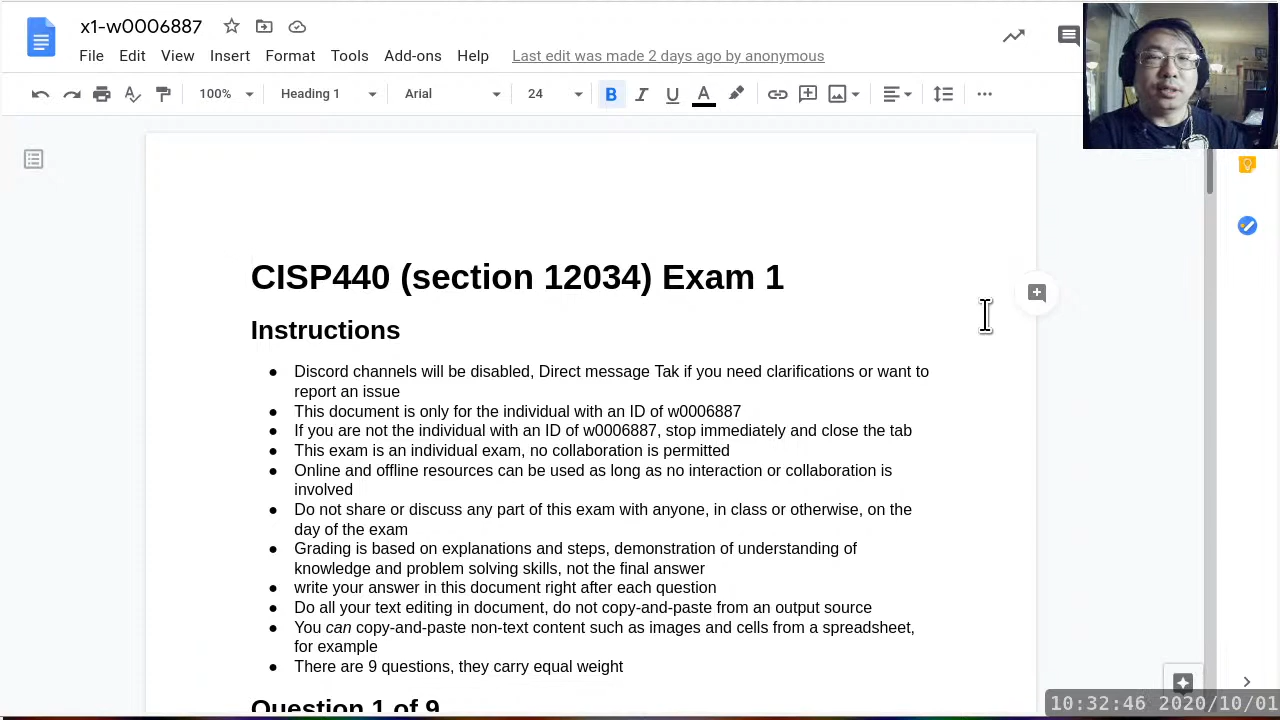 x1-w0006887
File Edit View Insert Format Tools Add-ons Help Last edit was made 2 days ago by anonymous
100% Heading 1 Arial 24 B I U A
CISP440 (section 12034) Exam 1
Instructions
● Discord channels will be disabled, Direct message Tak if you need clarifications or want to
report an issue
● This document is only for the individual with an ID of w0006887
● If you are not the individual with an ID of w0006887, stop immediately and close the tab
● This exam is an individual exam, no collaboration is permitted
● Online and offline resources can be used as long as no interaction or collaboration is
involved
● Do not share or discuss any part of this exam with anyone, in class or otherwise, on the
day of the exam
● Grading is based on explanations and steps, demonstration of understanding of
knowledge and problem solving skills, not the final answer
● write your answer in this document right after each question
● Do all your text editing in document, do not copy-and-paste from an output source
● You can copy-and-paste non-text content such as images and cells from a spreadsheet,
for example
● There are 9 questions, they carry equal weight
Question 1 of 9
10:32:46 2020/10/01